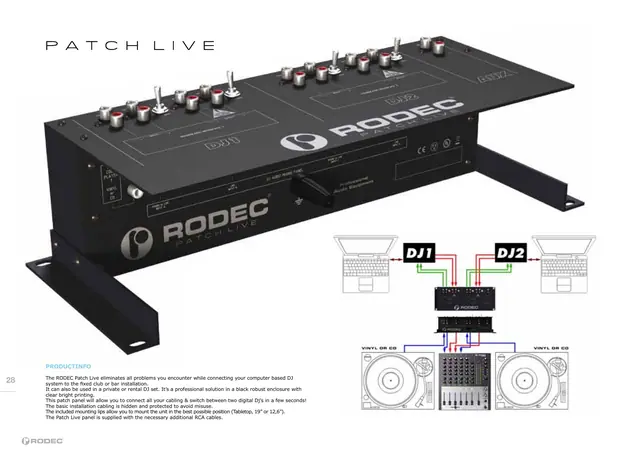 PATCH LIVE
DJ1
DJ2
AUX
RODEC
PATCH LIVE
RODEC
PATCH LIVE
DJ1
DJ2
VINYL OR CD
VINYL OR CD
PRODUCTINFO
The RODEC Patch Live eliminates all problems you encounter while connecting your computer based DJ
system to the fixed club or bar installation.
It can also be used in a private or rental DJ set. It's a professional solution in a black robust enclosure with
clear bright printing.
This patch panel will allow you to connect all your cabling & switch between two digital Dj's in a few seconds!
The basic installation cabling is hidden and protected to avoid misuse.
The included mounting lips allow you to mount the unit in the best possible position (Tabletop, 19" or 12,6").
The Patch Live panel is supplied with the necessary additional RCA cables.
28
RODEC